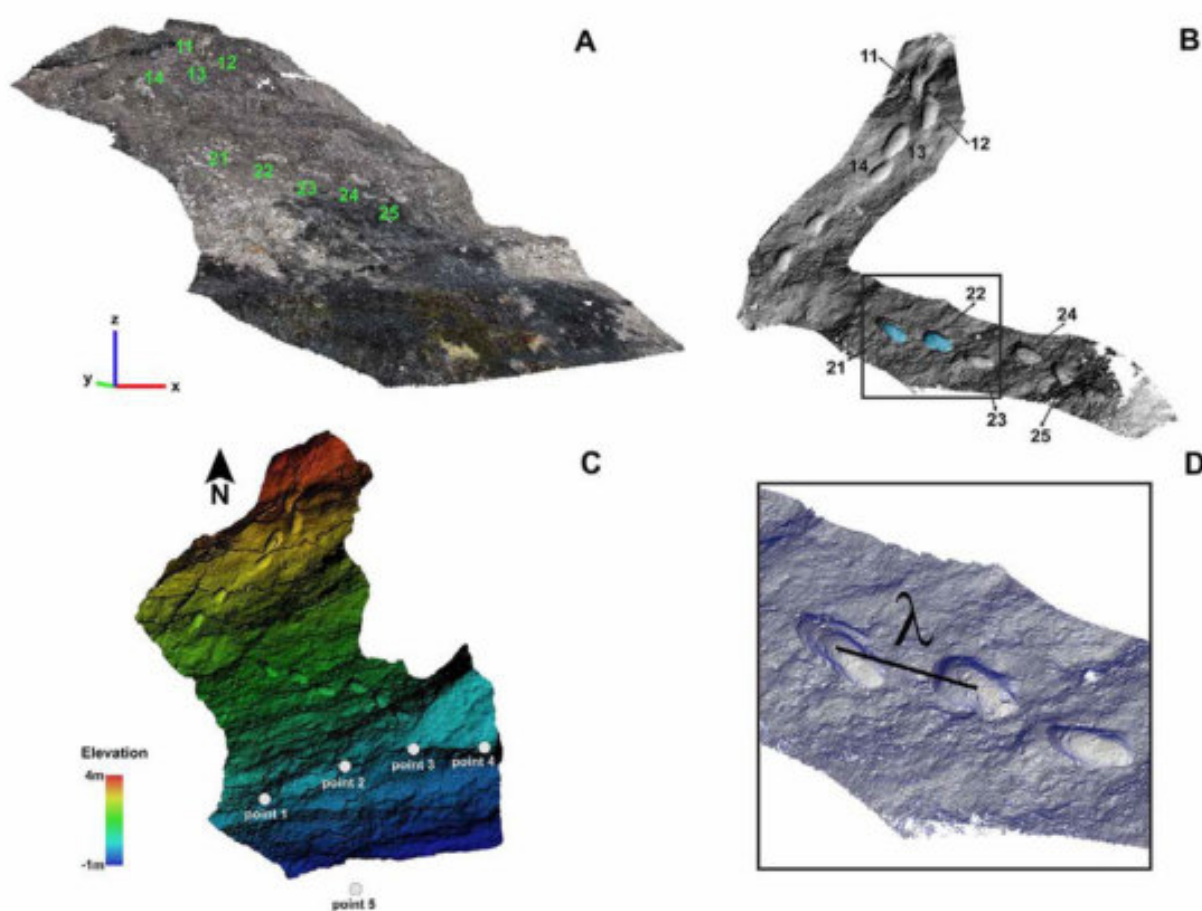 A
11
12
14
13
21
22
23
24
25
z
y
x
B
11
12
14
13
22
24
21
23
25
C
N
Elevation
4m
-1m
point 1
point 2
point 3
point 4
point 5
D
λ